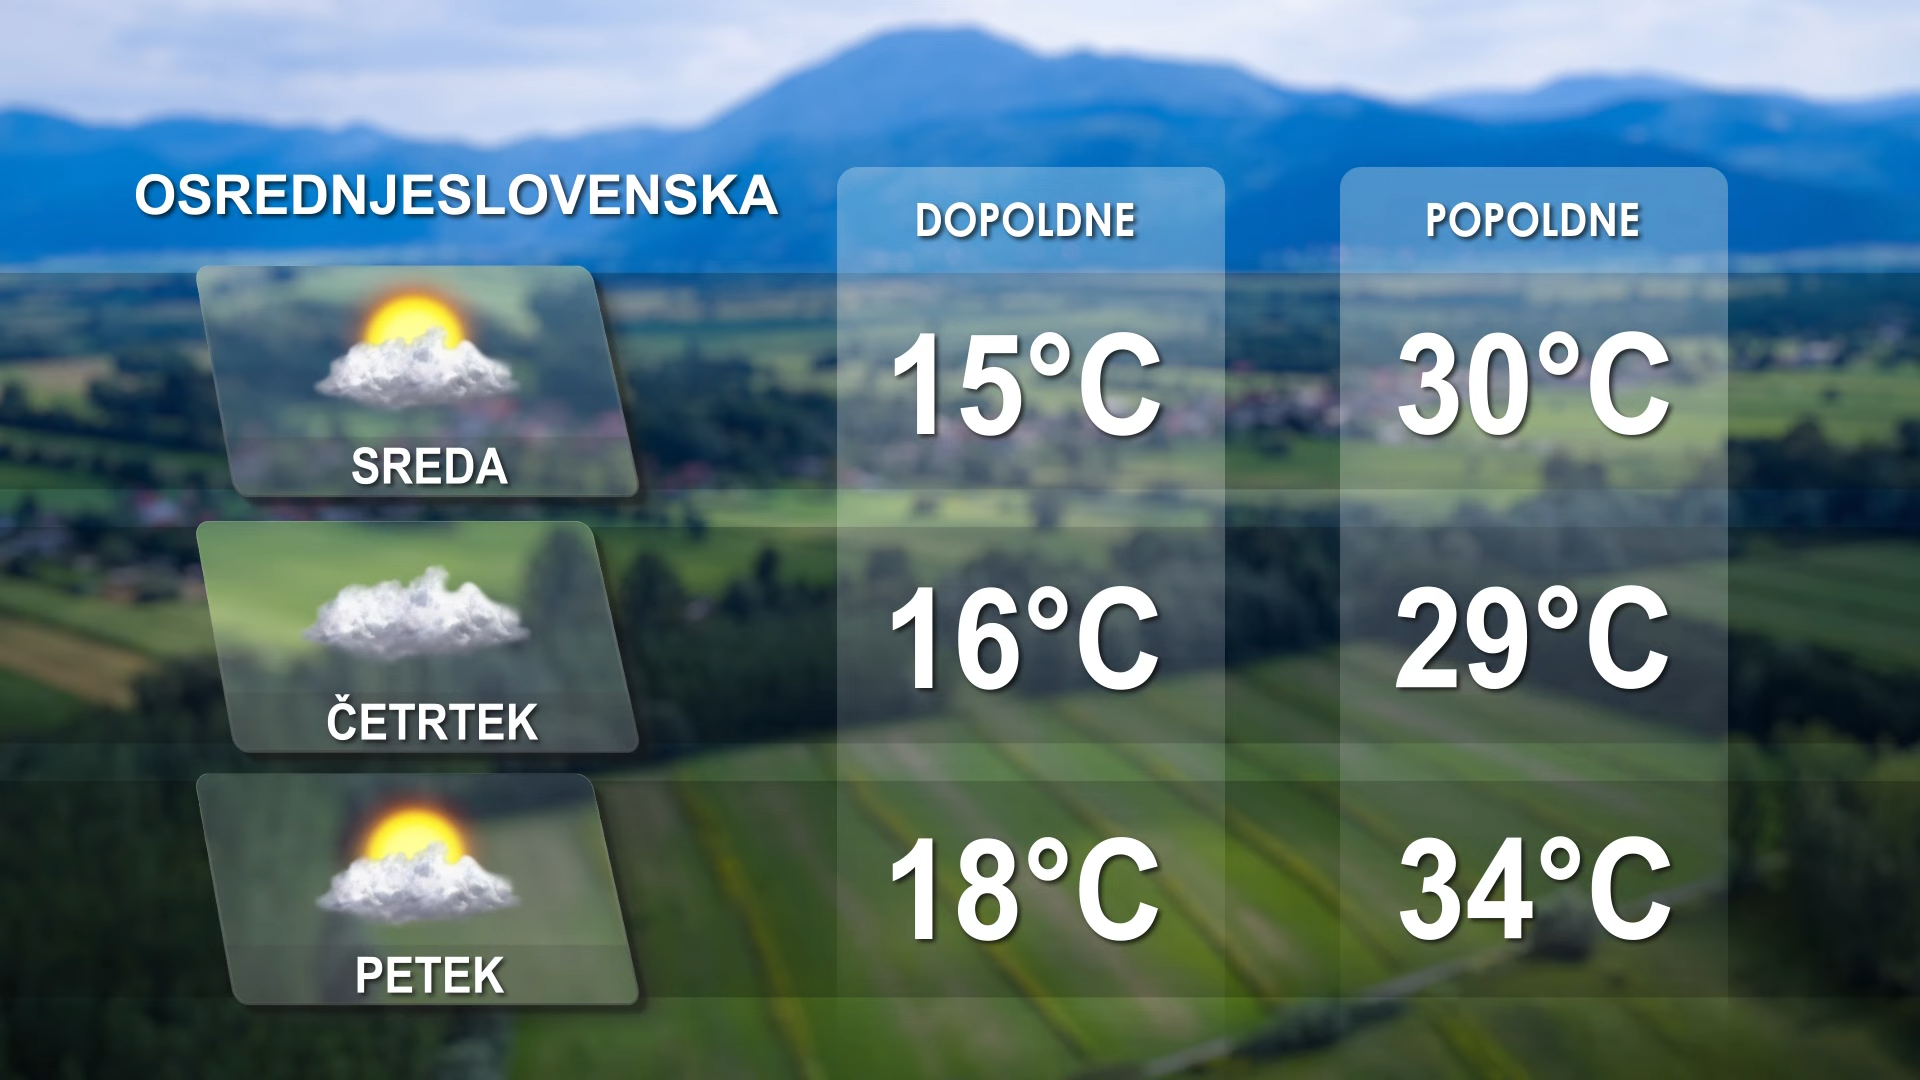 OSREDNJESLOVENSKA
DOPOLDNE
POPOLDNE
SREDA
15°C
30°C
ČETRTEK
16°C
29°C
PETEK
18°C
34°C